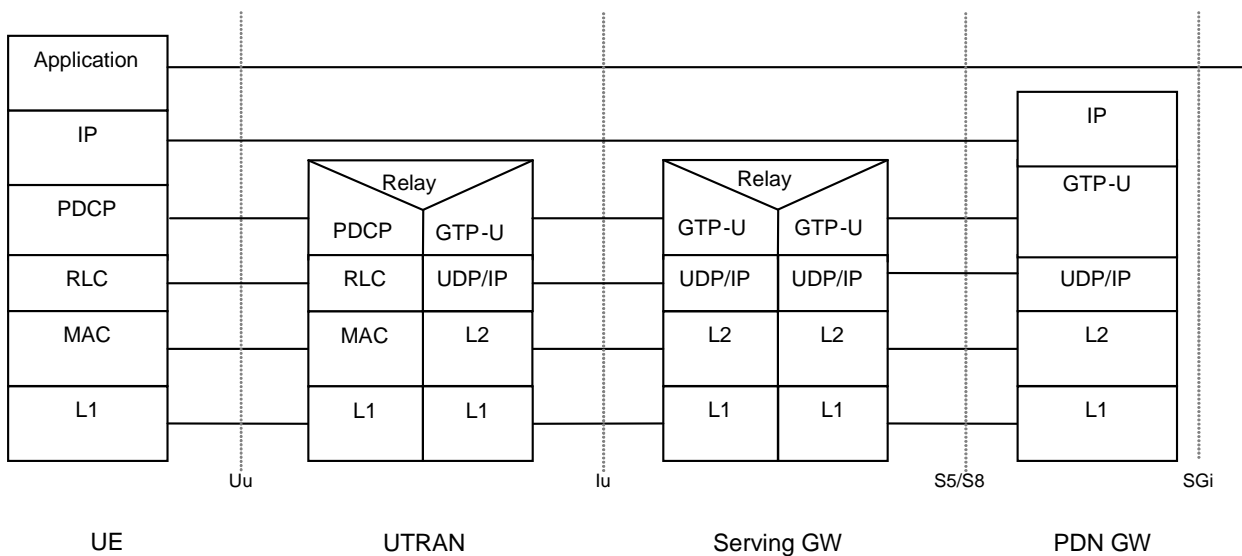 Application
IP
IP
Relay
Relay
GTP-U
PDCP
PDCP
GTP-U
GTP-U
GTP-U
RLC
RLC
UDP/IP
UDP/IP
UDP/IP
UDP/IP
MAC
MAC
L2
L2
L2
L2
L1
L1
L1
L1
L1
L1
Uu
Iu
S5/S8
SGi
UE
UTRAN
Serving GW
PDN GW